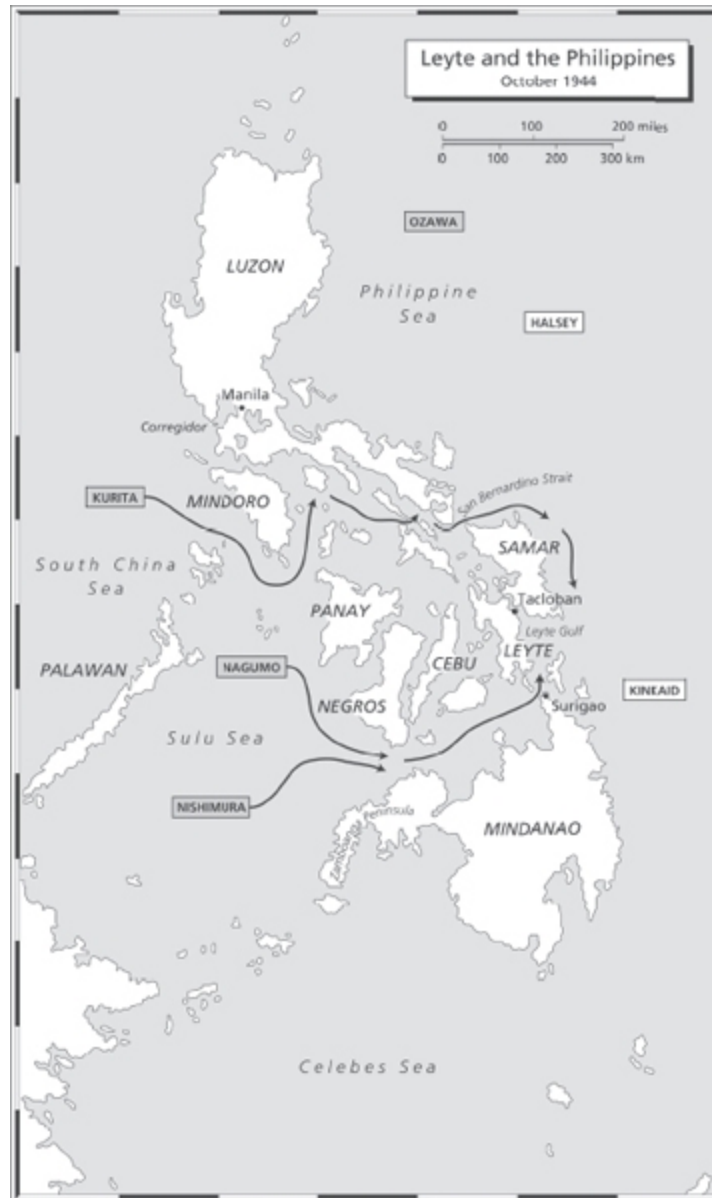 Leyte and the Philippines
October 1944
0 100 200 miles
0 100 200 300 km
OZAWA
LUZON
Philippine
Sea
HALSEY
Manila
Corregidor
KURITA
MINDORO
San Bernardino Strait
South China
Sea
SAMAR
Tacloban
PANAY
Leyte Gulf
LEYTE
CEBU
PALAWAN
NAGUMO
KINKAID
NEGROS
Surigao
Sulu Sea
NISHIMURA
Peninsula
MINDANAO
Celebes Sea